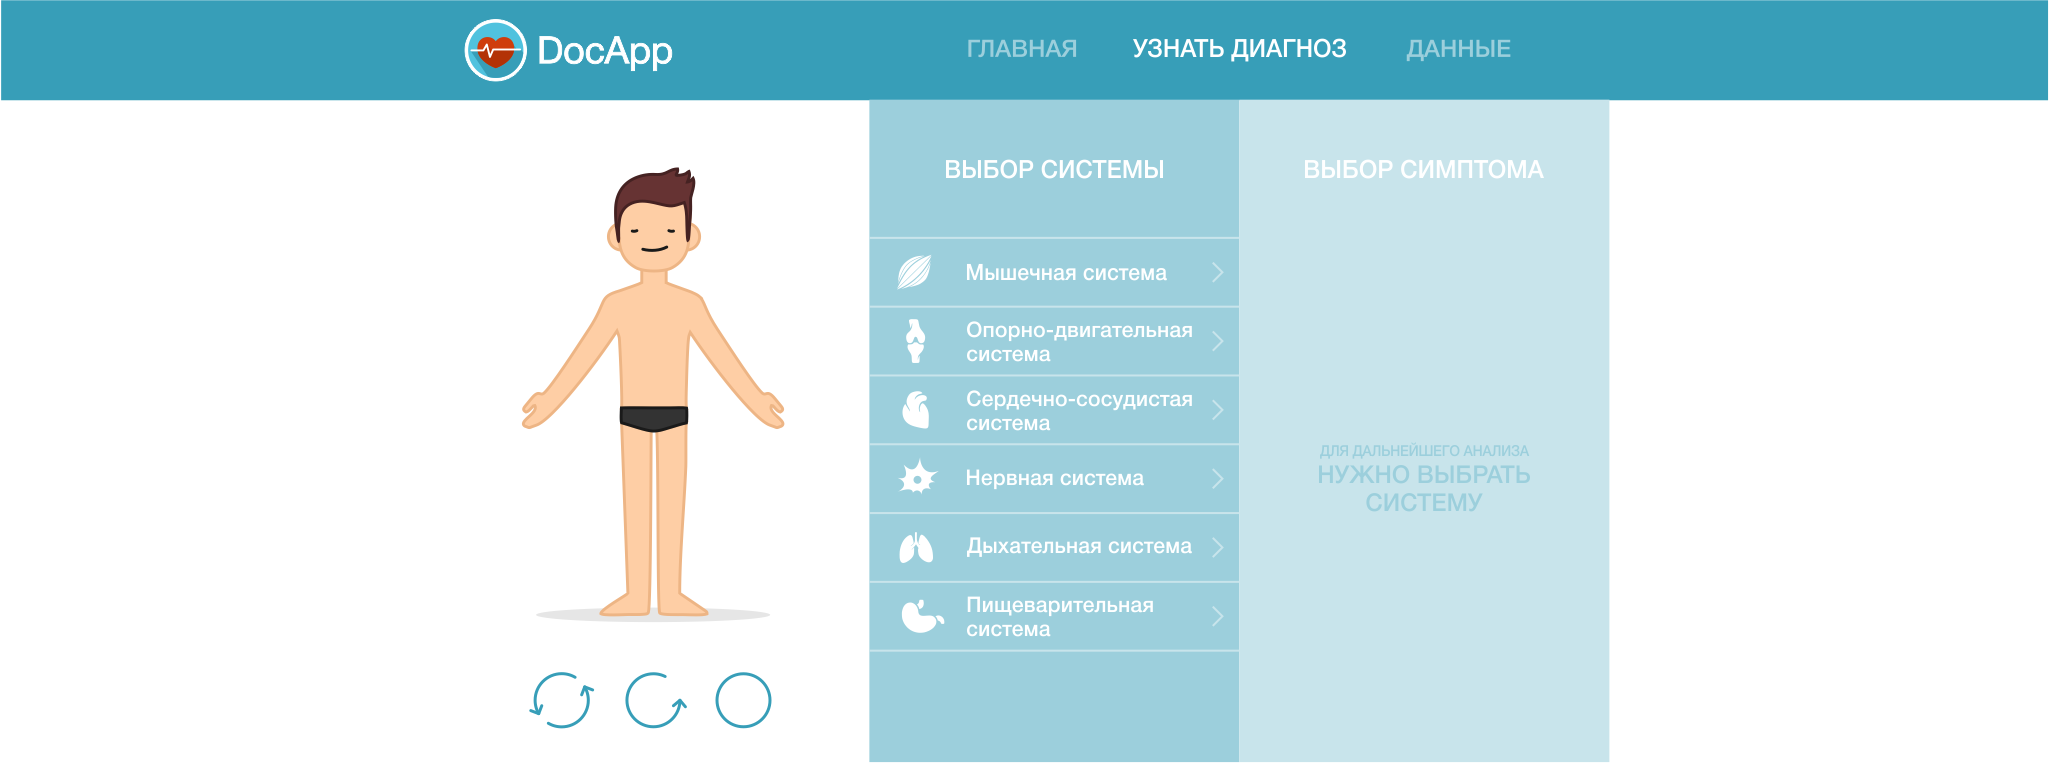 DocApp
ГЛАВНАЯ
УЗНАТЬ ДИАГНОЗ
ДАННЫЕ
ВЫБОР СИСТЕМЫ
Мышечная система
Опорно-двигательная
система
Сердечно-сосудистая
система
Нервная система
Дыхательная система
Пищеварительная
система
ВЫБОР СИМПТОМА
ДЛЯ ДАЛЬНЕЙШЕГО АНАЛИЗА
НУЖНО ВЫБРАТЬ
СИСТЕМУ